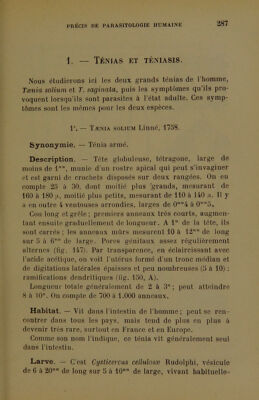 PRÉCIS DE PARASITOLOGIE HUMAINE 287
1. — TÉNIAS ET TÉNIASIS.
Nous étudierons ici les deux grands ténias de l'homme,
Tænia solium et T. saginata, puis les symptômes qu'ils pro-
voquent lorsqu'ils sont parasites à l'état adulte. Ces symp-
tômes sont les mêmes pour les deux espèces.
1°. — TÆNIA SOLIUM Linné, 1758.
Synonymie. — Ténia armé.
Description. — Tête globuleuse, tétragone, large de
moins de 1mm, munie d'un rostre apical qui peut s'invaginer
et est garni de crochets disposés sur deux rangées. On en
compte 25 à 30, dont moitié plus grands, mesurant de
160 à 180 μ, moitié plus petits, mesurant de 110 à 140 μ. Il y
a en outre 4 ventouses arrondies, larges de 0mm4 à 0mm5.
Cou long et grêle ; premiers anneaux très courts, augmen-
tant ensuite graduellement de longueur. A 1m de la tête, ils
sont carrés ; les anneaux mûrs mesurent 10 à 12mm de long
sur 5 à 6mm de large. Pores génitaux assez régulièrement
alternes (fig. 147). Par transparence, en éclaircissant avec
l'acide acétique, on voit l'utérus formé d'un tronc médian et
de digitations latérales épaisses et peu nombreuses (5 à 10) ;
ramifications dendritiques (fig. 150, A).
Longueur totale généralement de 2 à 3m ; peut atteindre
8 à 10m. On compte de 700 à 1.000 anneaux.
Habitat. — Vit dans l'intestin de l'homme ; peut se ren-
contrer dans tous les pays, mais tend de plus en plus à
devenir très rare, surtout en France et en Europe.
Comme son nom l'indique, ce ténia vit généralement seul
dans l'intestin.
Larve. — C'est Cysticercus cellulosæ Rudolphi, vésicule
de 6 à 20mm de long sur 5 à 10mm de large, vivant habituelle-